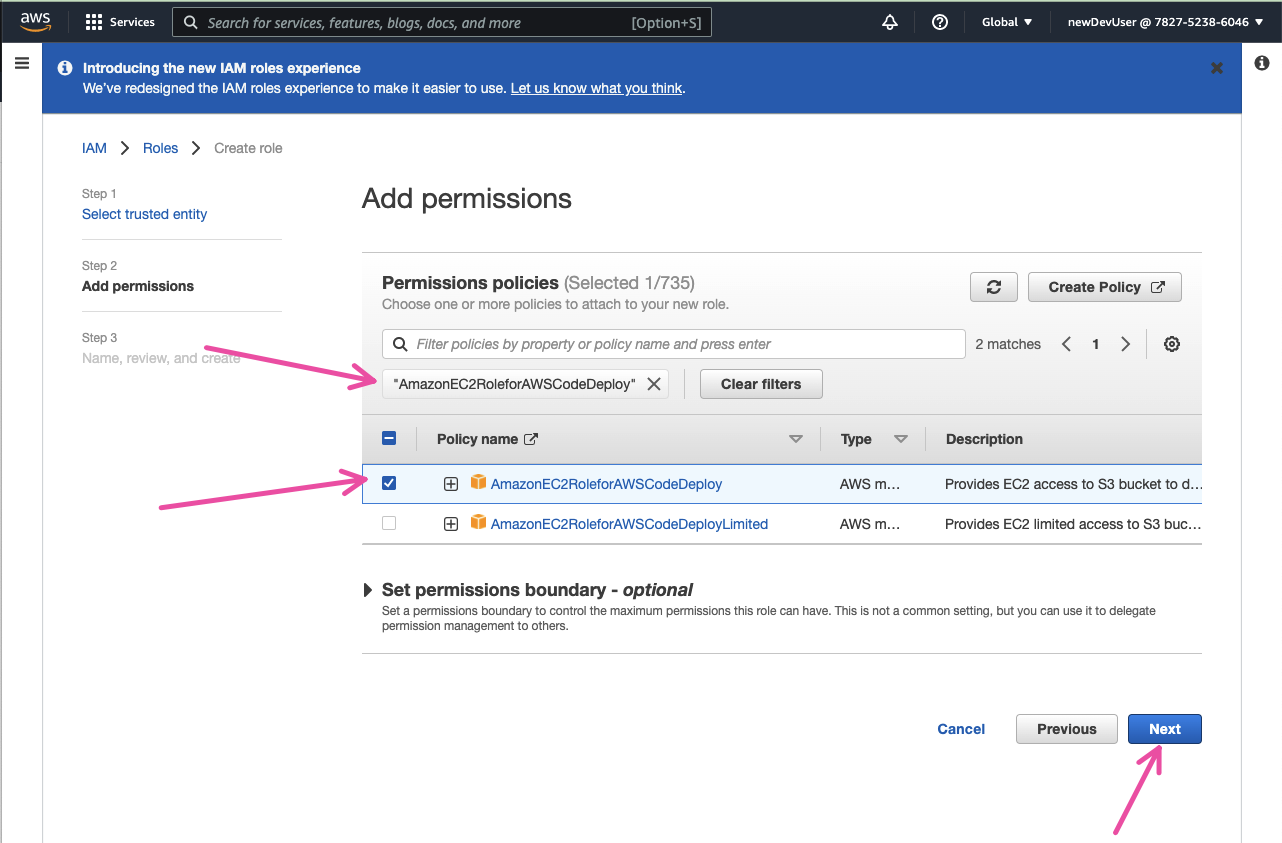 aws
Services
Search for services, features, blogs, docs, and more
[Option+S]
Global ▼
newDevUser @ 7827-5238-6046 ▼
Introducing the new IAM roles experience
We've redesigned the IAM roles experience to make it easier to use. Let us know what you think.
IAM > Roles > Create role
Step 1
Select trusted entity
Step 2
Add permissions
Step 3
Name, review, and create
Add permissions
Permissions policies (Selected 1/735)
Choose one or more policies to attach to your new role.
Create Policy
Filter policies by property or policy name and press enter
2 matches
1
"AmazonEC2RoleforAWSCodeDeploy"
Clear filters
Policy name
Type
Description
AmazonEC2RoleforAWSCodeDeploy
AWS m...
Provides EC2 access to S3 bucket to d...
AmazonEC2RoleforAWSCodeDeployLimited
AWS m...
Provides EC2 limited access to S3 buc...
Set permissions boundary - optional
Set a permissions boundary to control the maximum permissions this role can have. This is not a common setting, but you can use it to delegate
permission management to others.
Cancel
Previous
Next